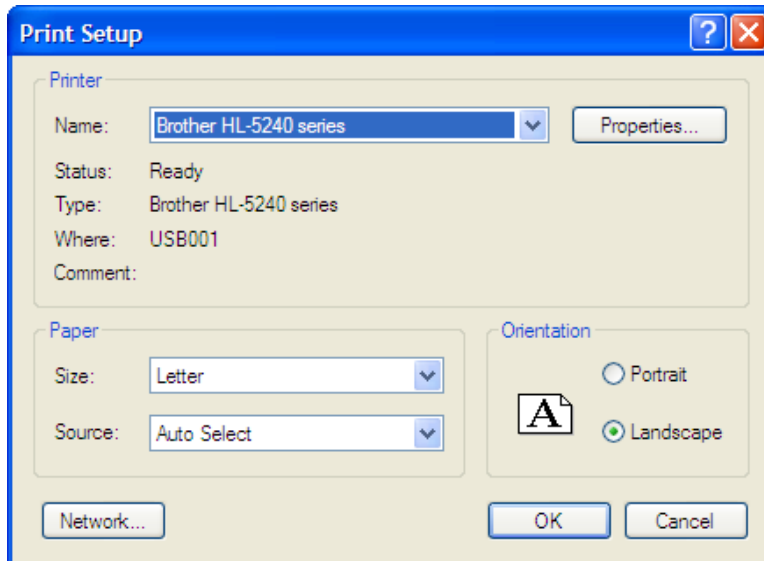 Print Setup
Printer
Name: Brother HL-5240 series Properties...
Status: Ready
Type: Brother HL-5240 series
Where: USB001
Comment:
Paper
Size: Letter
Source: Auto Select
Orientation
A
Portrait
Landscape
Network... OK Cancel